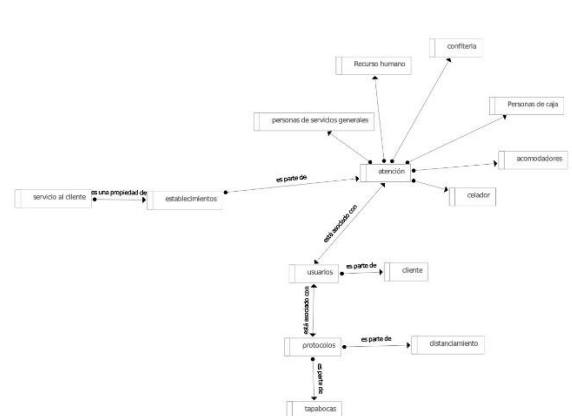 confiteria
Recurso humano
Personas de caja
personas de servicios generales
acomodadores
atención
es parte de
celador
servicio al cliente
es una propiedad de
establecimientos
está asociado con
usuarios
es parte de
cliente
está asociado con
protocolos
es parte de
distanciamiento
es parte de
tapabocas